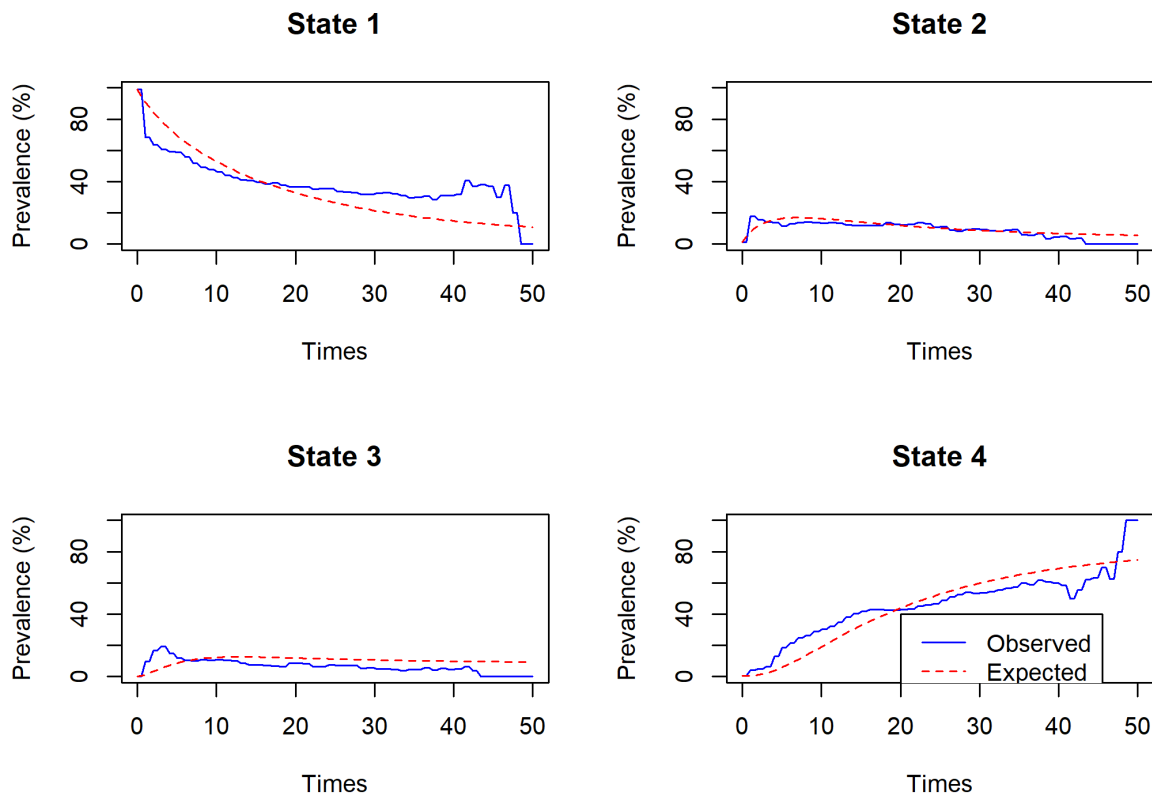 State 1
Prevalence (%)
0 40 80
0 10 20 30 40 50
Times
State 2
Prevalence (%)
0 40 80
0 10 20 30 40 50
Times
State 3
Prevalence (%)
0 40 80
0 10 20 30 40 50
Times
State 4
Prevalence (%)
0 40 80
0 10 20 30 40 50
Times
Observed
Expected